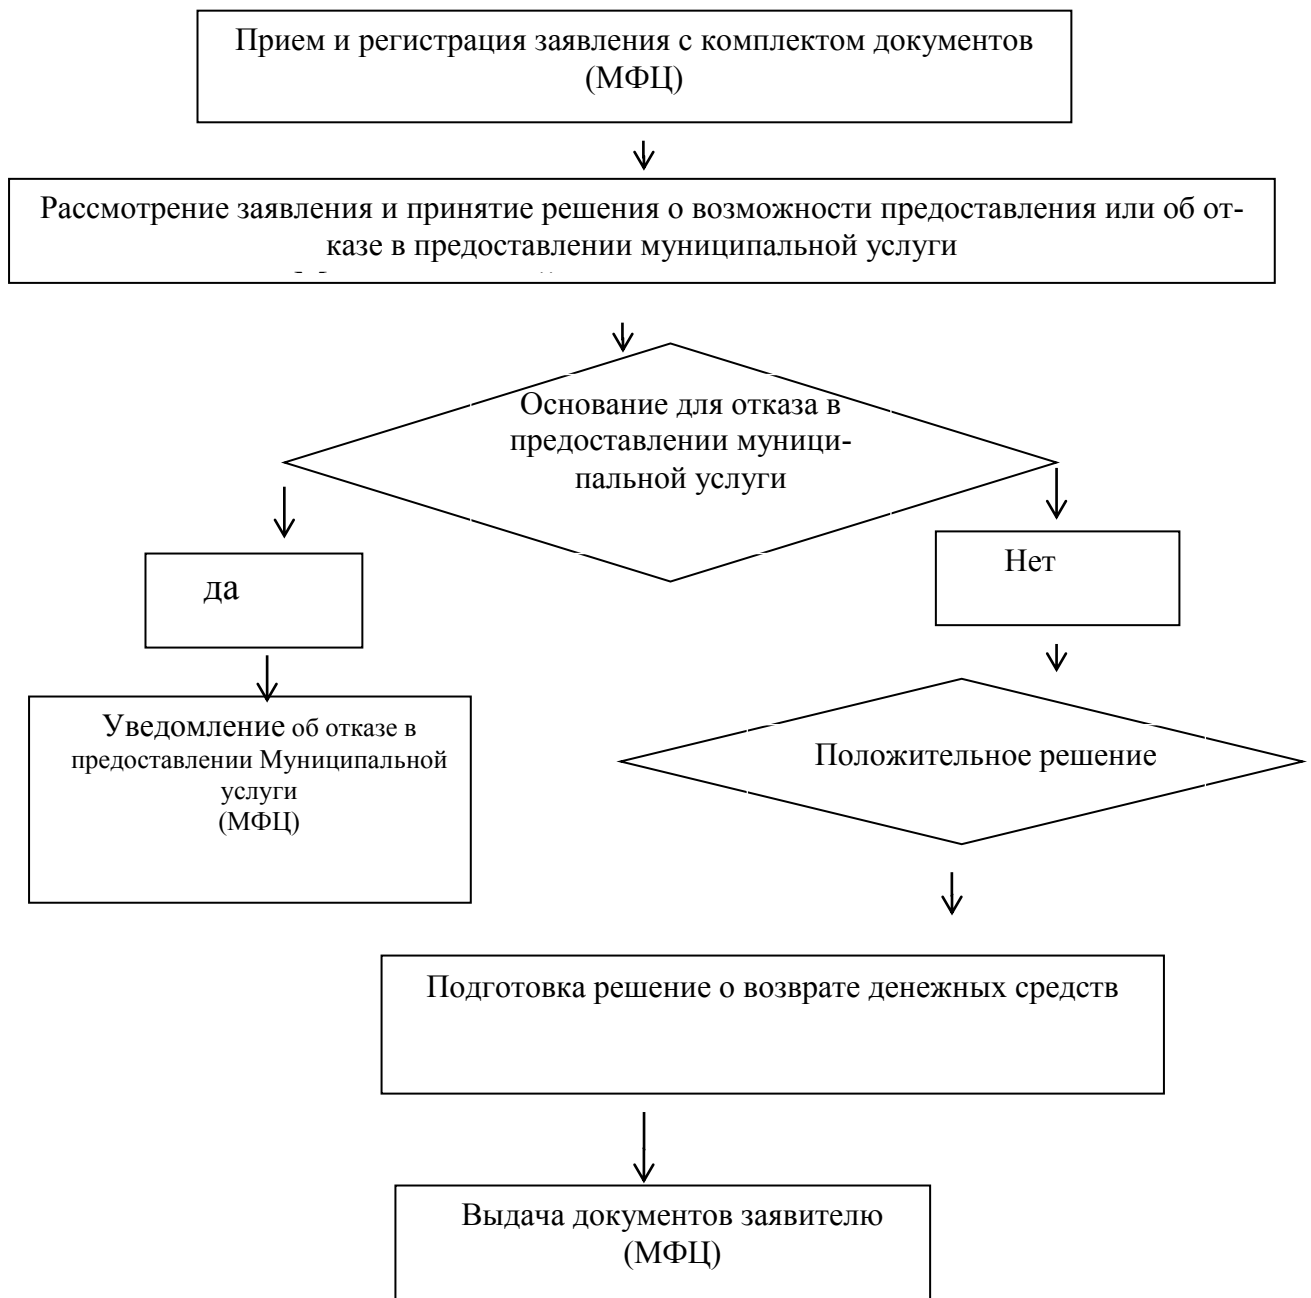 Прием и регистрация заявления с комплектом документов
(МФЦ)
Рассмотрение заявления и принятие решения о возможности предоставления или об от-
казе в предоставлении муниципальной услуги
Основание для отказа в
предоставлении муници-
пальной услуги
да
Нет
Уведомление об отказе в
предоставлении Муниципальной
услуги
(МФЦ)
Положительное решение
Подготовка решение о возврате денежных средств
Выдача документов заявителю
(МФЦ)